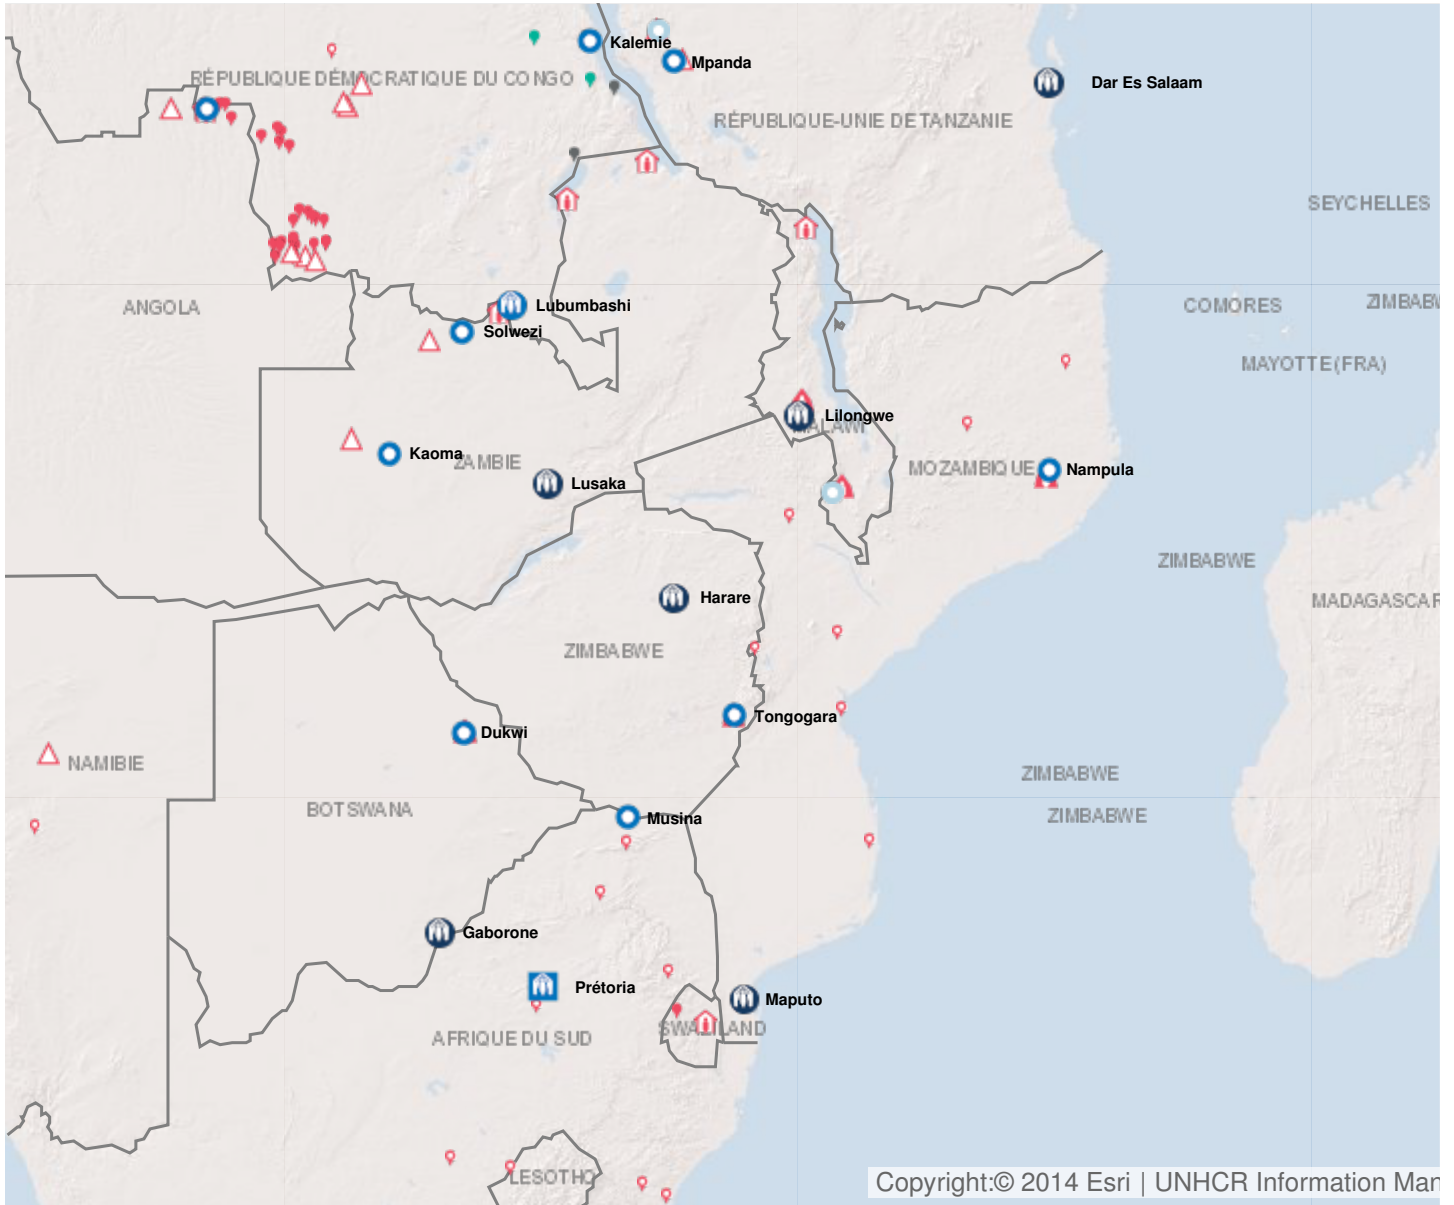 Kalemie
Mpanda
RÉPUBLIQUE DÉMOCRATIQUE DU CONGO
Dar Es Salaam
RÉPUBLIQUE-UNIE DE TANZANIE
SEYCHELLES
ANGOLA
Lubumbashi
COMORES
ZIMBABW
Solwezi
MAYOTTE(FRA)
Lilongwe
MALAWI
Kaoma
ZAMBIE
MOZAMBIQUE
Nampula
Lusaka
ZIMBABWE
Harare
MADAGASCAR
ZIMBABWE
Tongogara
Dukwi
NAMIBIE
ZIMBABWE
BOTSWANA
Musina
ZIMBABWE
Gaborone
Prétoria
Maputo
SWAZILAND
AFRIQUE DU SUD
LESOTHO
Copyright:© 2014 Esri | UNHCR Information Man